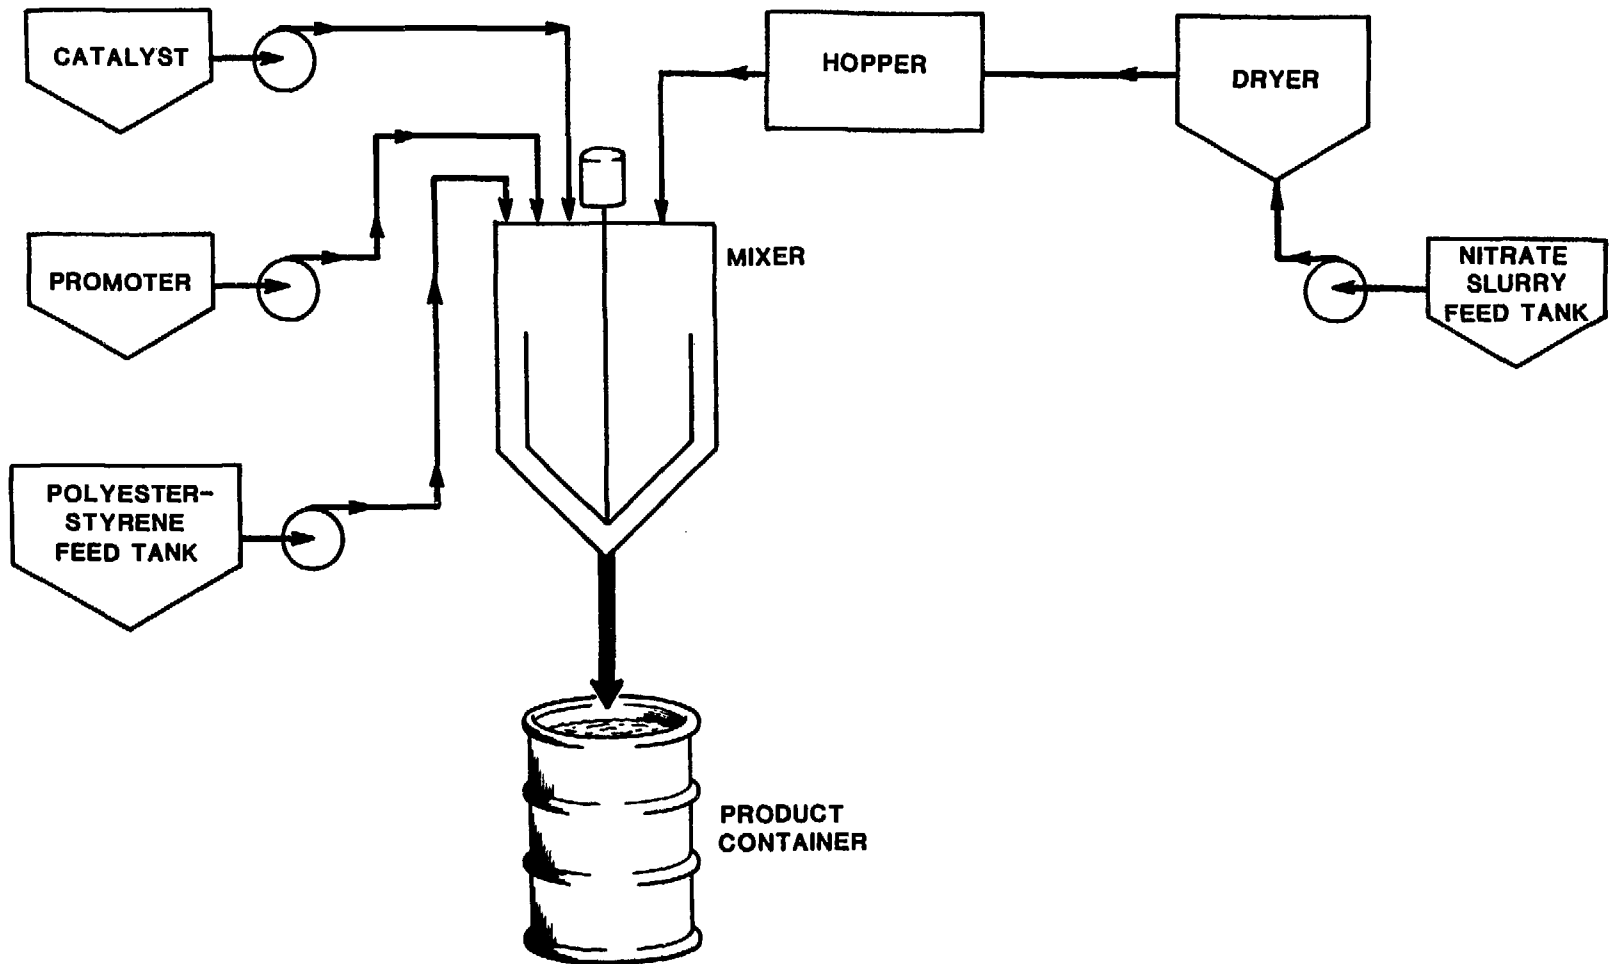 CATALYST
HOPPER
DRYER
PROMOTER
MIXER
NITRATE
SLURRY
FEED TANK
POLYESTER-
STYRENE
FEED TANK
PRODUCT
CONTAINER